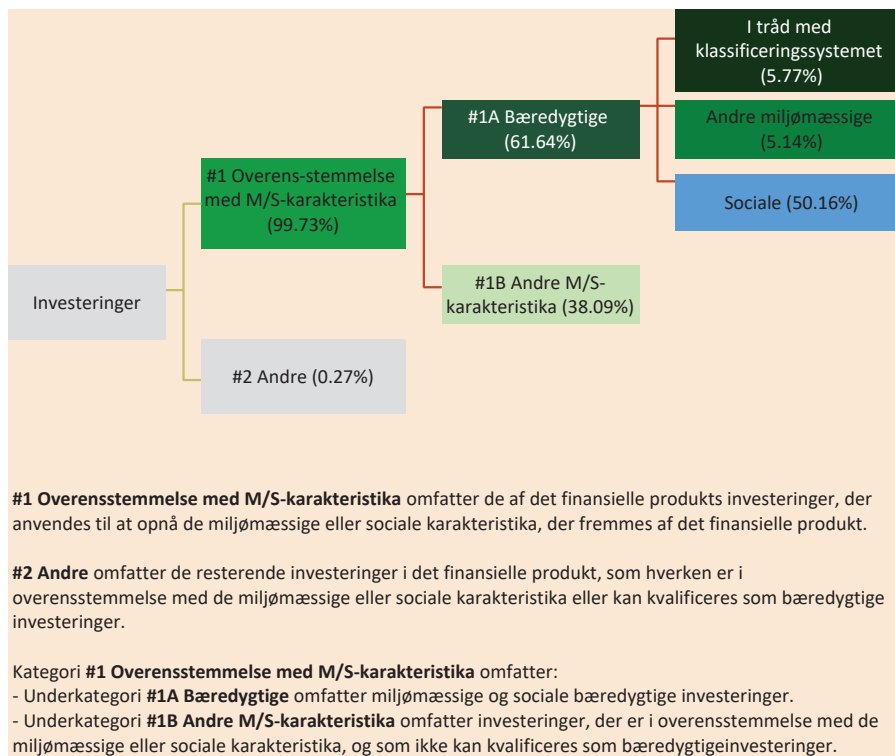 I tråd med
klassificeringssystemet
(5.77%)
#1A Bæredygtige
(61.64%)
Andre miljømæssige
(5.14%)
#1 Overens-stemmelse
med M/S-karakteristika
(99.73%)
Sociale (50.16%)
#1B Andre M/S-
karakteristika (38.09%)
Investeringer
#2 Andre (0.27%)
#1 Overensstemmelse med M/S-karakteristika omfatter de af det finansielle produkts investeringer, der
anvendes til at opnå de miljømæssige eller sociale karakteristika, der fremmes af det finansielle produkt.
#2 Andre omfatter de resterende investeringer i det finansielle produkt, som hverken er i
overensstemmelse med de miljømæssige eller sociale karakteristika eller kan kvalificeres som bæredygtige
investeringer.
Kategori #1 Overensstemmelse med M/S-karakteristika omfatter:
- Underkategori #1A Bæredygtige omfatter miljømæssige og sociale bæredygtige investeringer.
- Underkategori #1B Andre M/S-karakteristika omfatter investeringer, der er i overensstemmelse med de
miljømæssige eller sociale karakteristika, og som ikke kan kvalificeres som bæredygtigeinvesteringer.